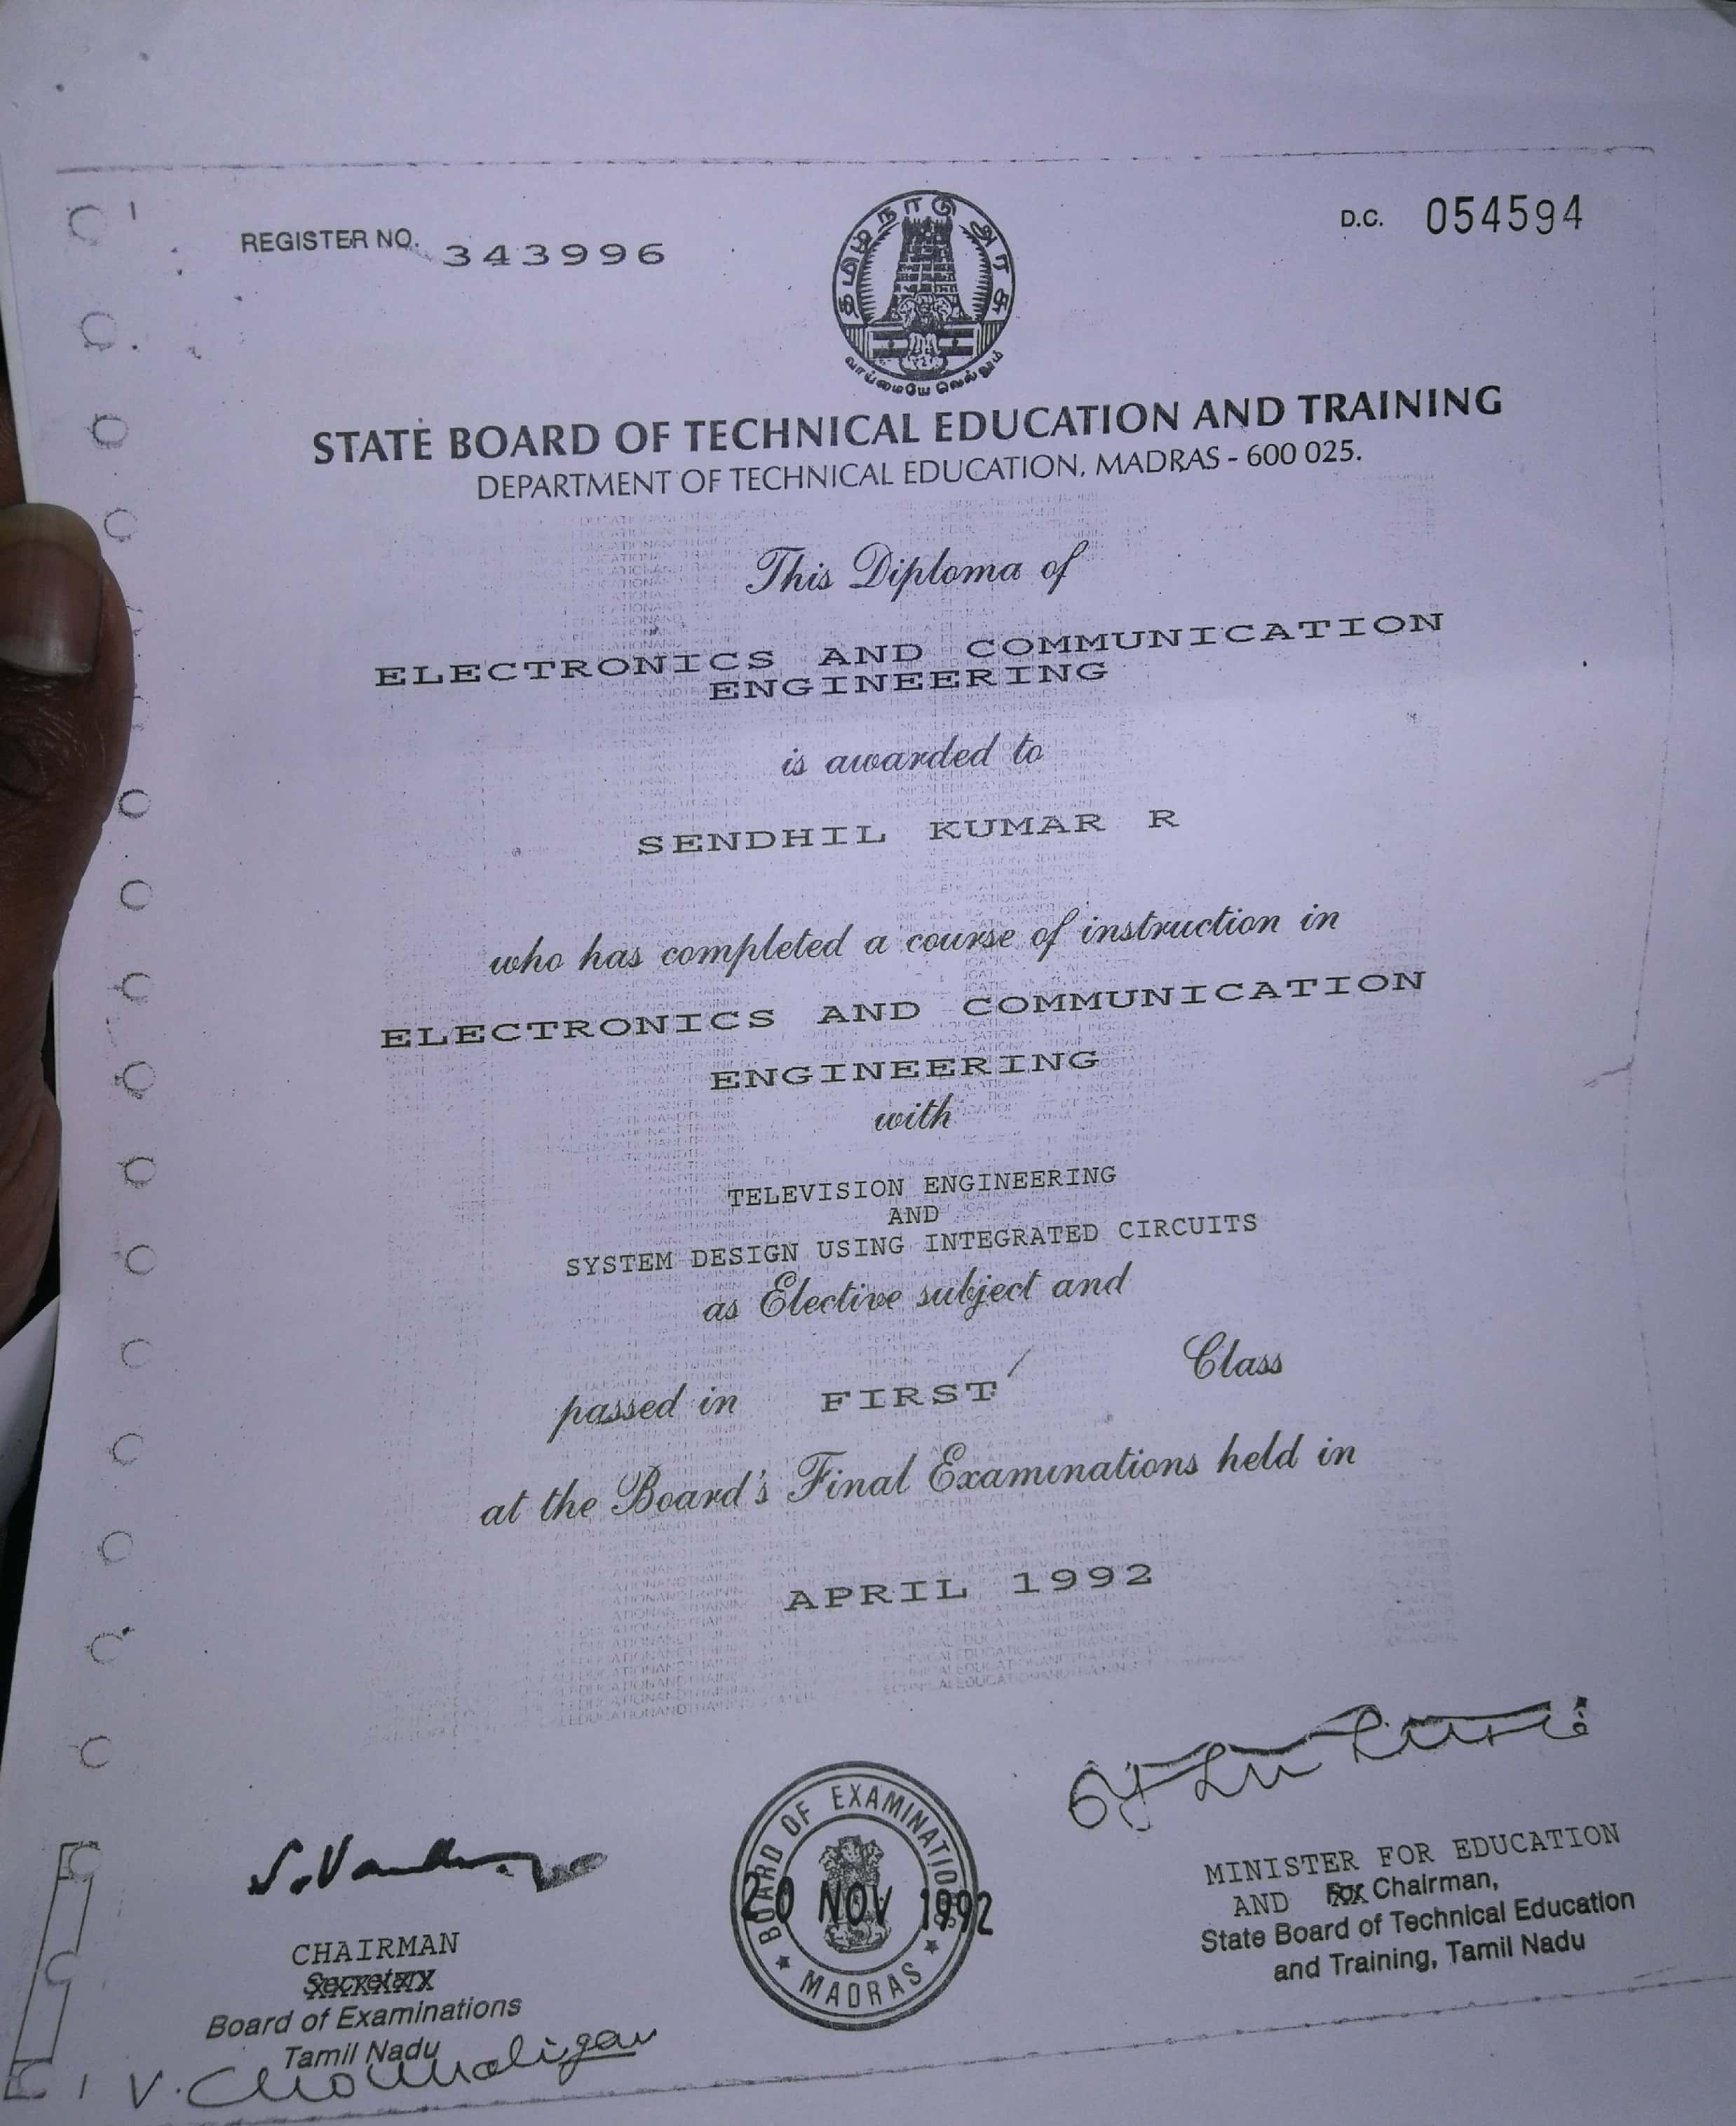 REGISTER NO. 343996
D.C. 054594
தமிழ்நாடு அரசு
வாய்மையே வெல்லும்
STATE BOARD OF TECHNICAL EDUCATION AND TRAINING
DEPARTMENT OF TECHNICAL EDUCATION, MADRAS - 600 025.
This Diploma of
ELECTRONICS AND COMMUNICATION
ENGINEERING
is awarded to
SENDHIL KUMAR R
who has completed a course of instruction in
ELECTRONICS AND COMMUNICATION
ENGINEERING
with
TELEVISION ENGINEERING
AND
SYSTEM DESIGN USING INTEGRATED CIRCUITS
as Elective subject and
passed in FIRST Class
at the Board's Final Examinations held in
APRIL 1992
BOARD OF EXAMINATIONS
20 NOV 1992
MADRAS
CHAIRMAN
Secretary
Board of Examinations
Tamil Nadu
MINISTER FOR EDUCATION
AND For Chairman,
State Board of Technical Education
and Training, Tamil Nadu